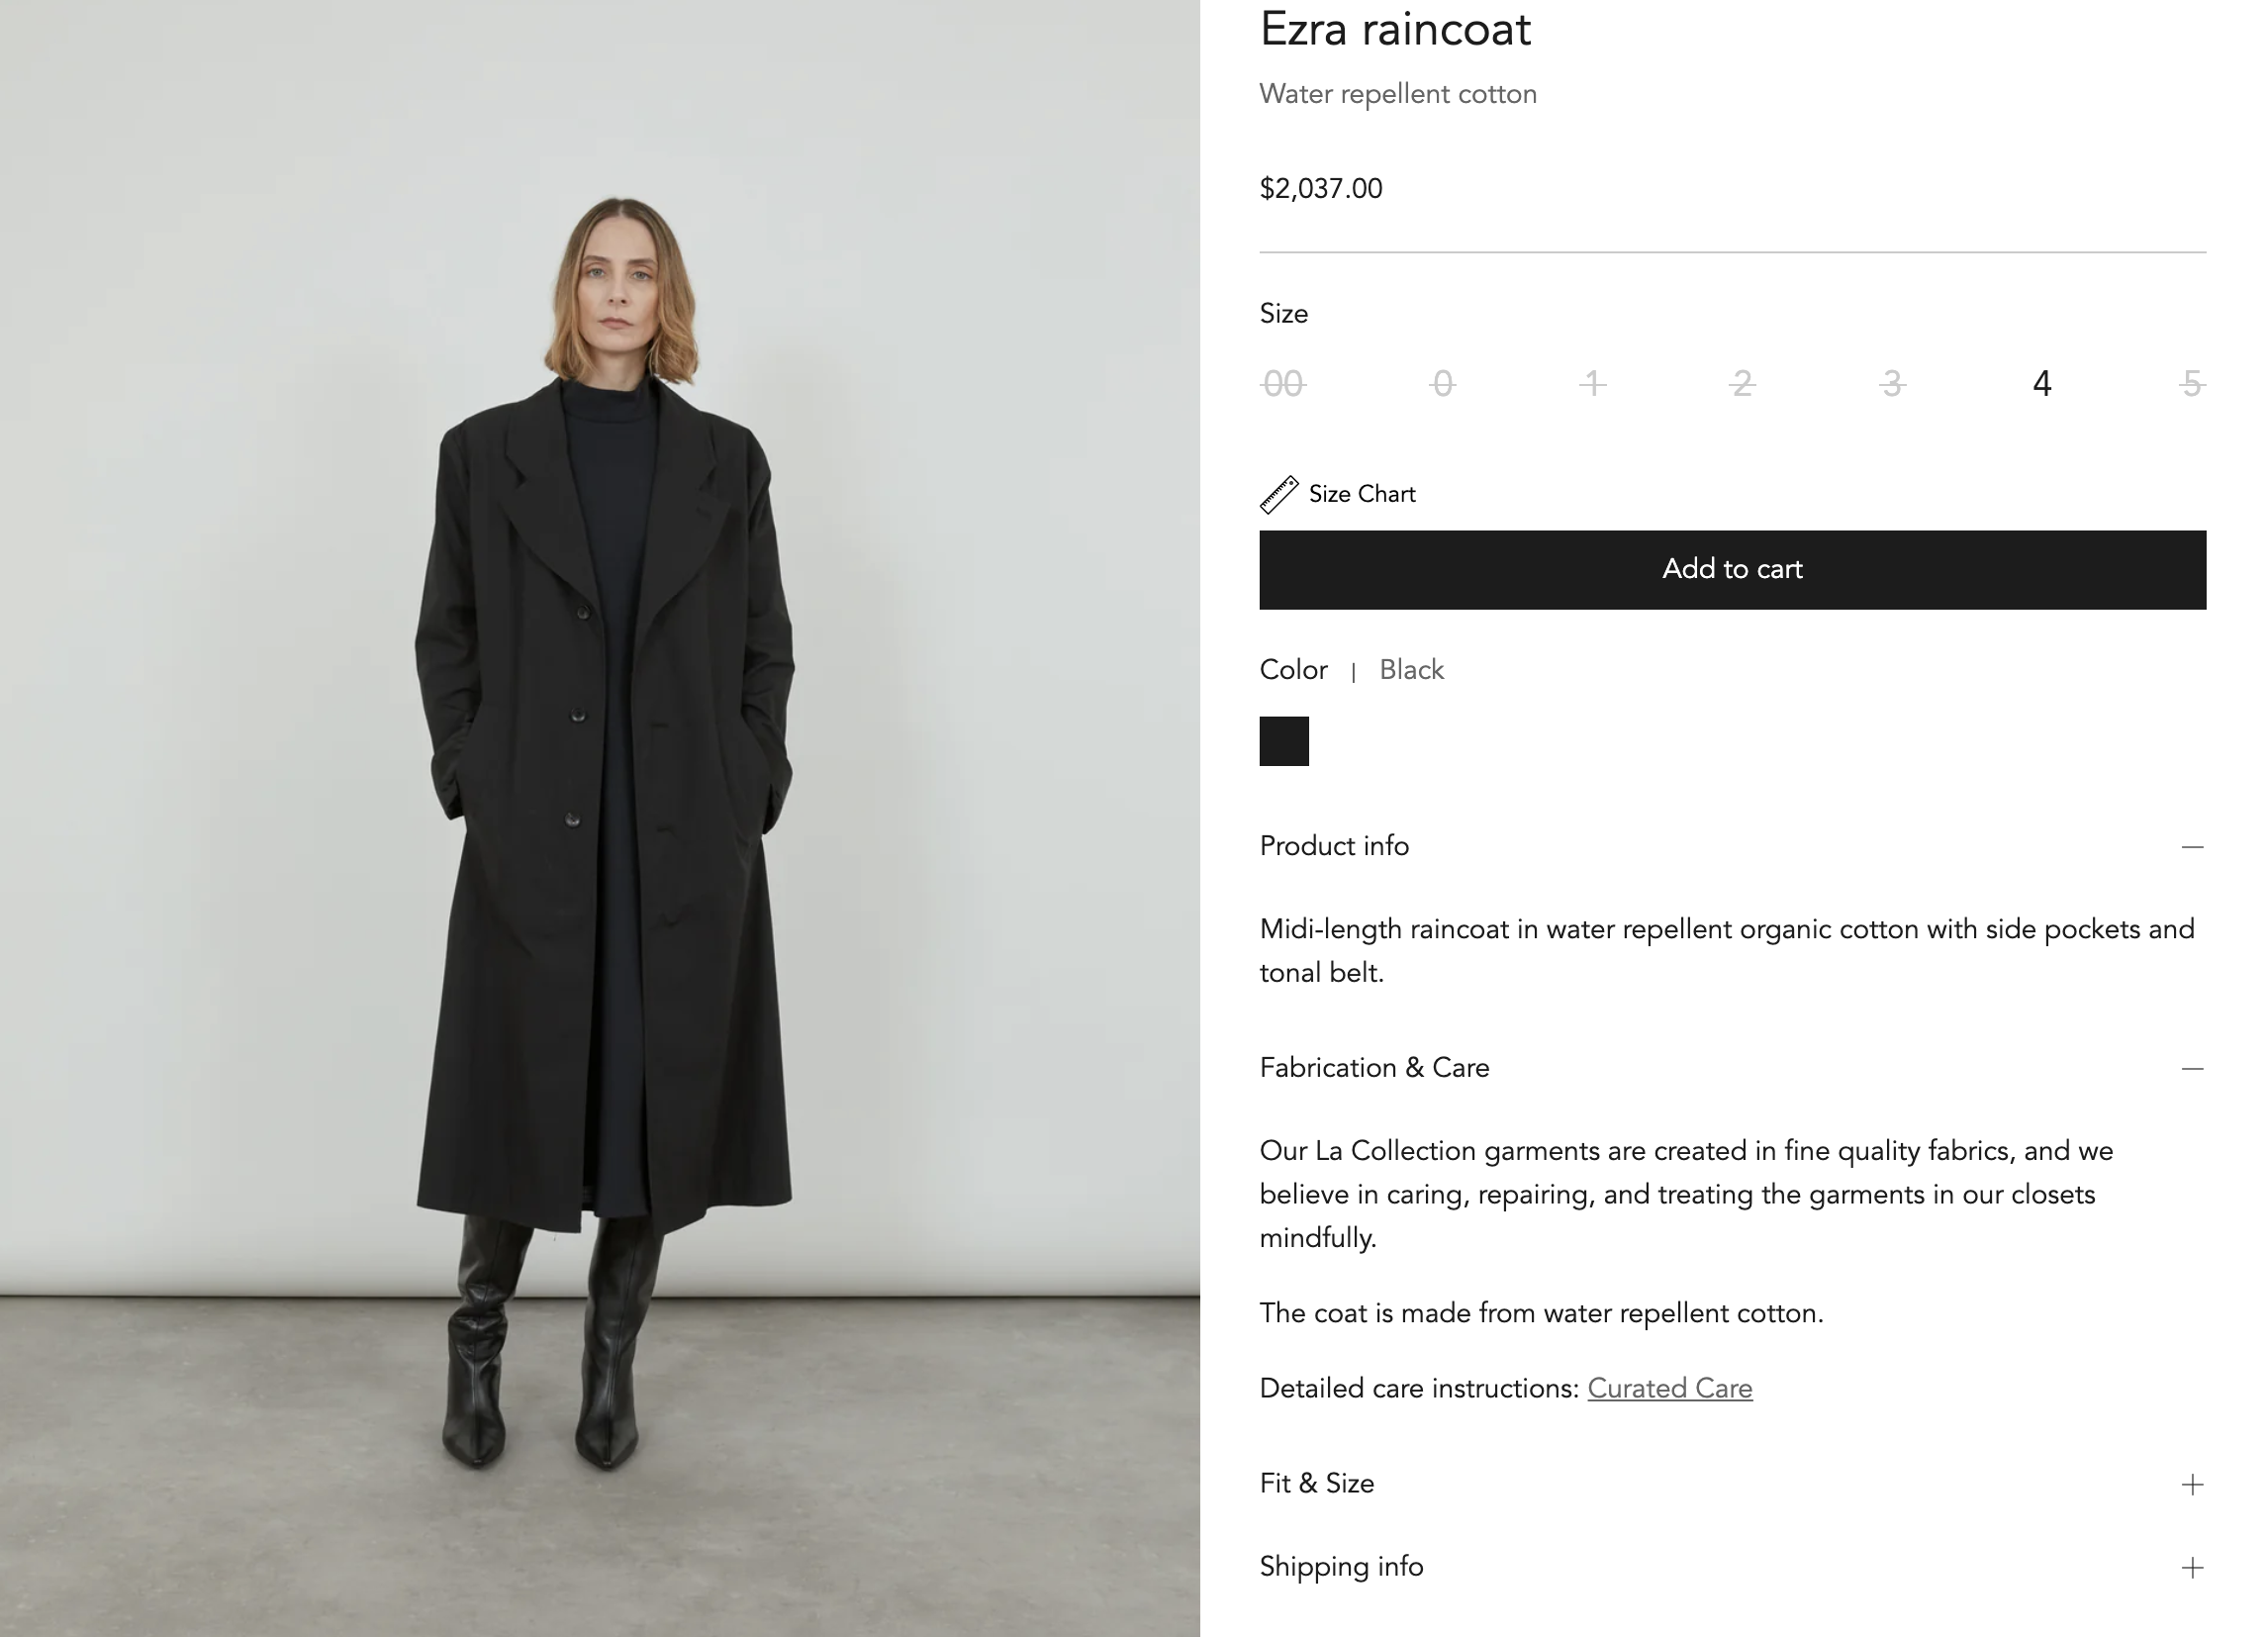 Ezra raincoat
Water repellent cotton
$2,037.00
Size
00 0 1 2 3 4 5
Size Chart
Add to cart
Color | Black
Product info
Midi-length raincoat in water repellent organic cotton with side pockets and
tonal belt.
Fabrication & Care
Our La Collection garments are created in fine quality fabrics, and we
believe in caring, repairing, and treating the garments in our closets
mindfully.
The coat is made from water repellent cotton.
Detailed care instructions: Curated Care
Fit & Size
Shipping info